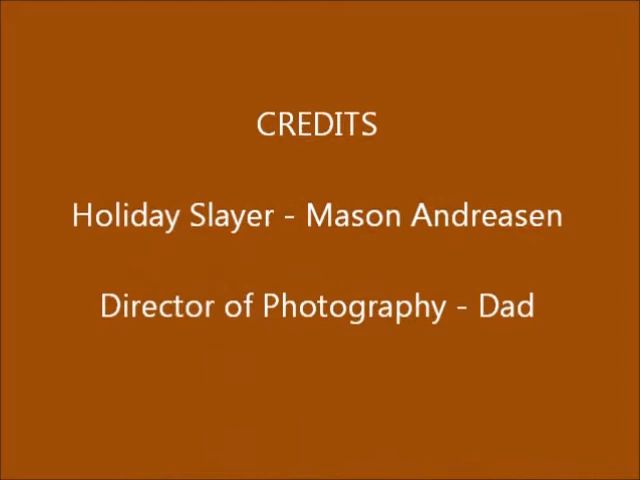 CREDITS
Holiday Slayer - Mason Andreasen
Director of Photography - Dad